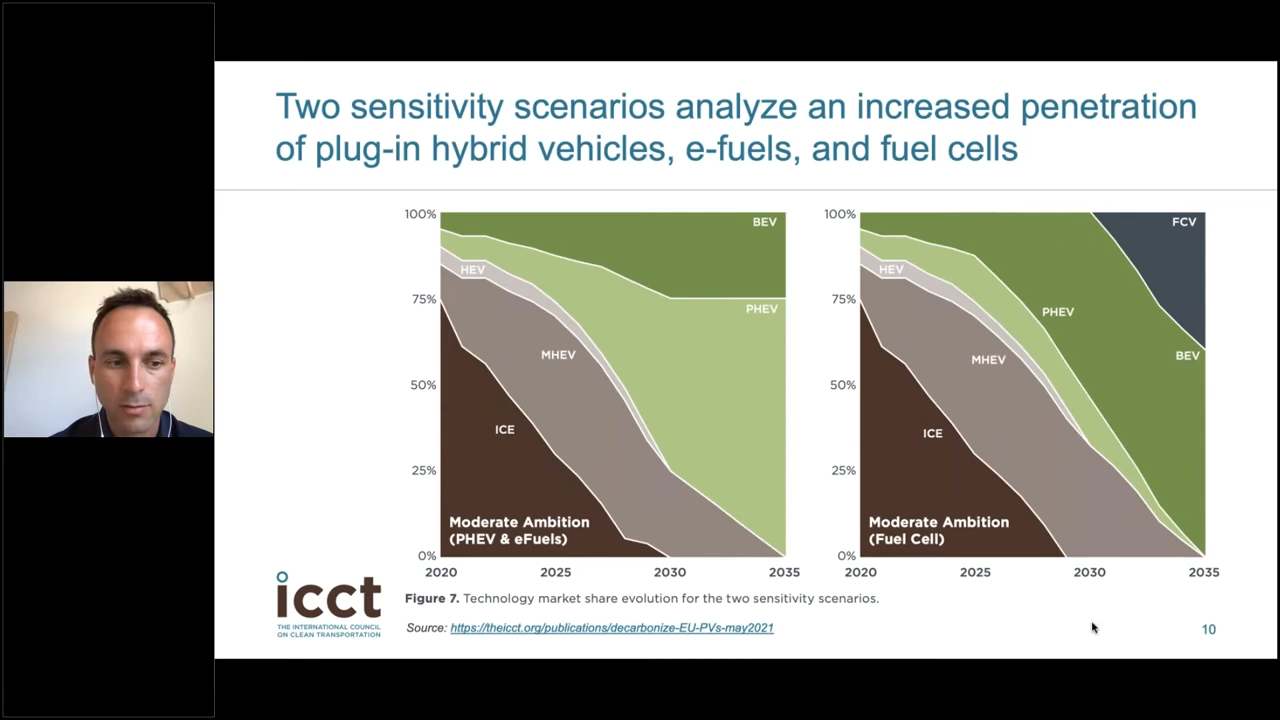 Two sensitivity scenarios analyze an increased penetration
of plug-in hybrid vehicles, e-fuels, and fuel cells
100%
75%
50%
25%
0%
BEV
PHEV
HEV
MHEV
ICE
Moderate Ambition
(PHEV & eFuels)
2020
2025
2030
2035
100%
75%
50%
25%
0%
FCV
HEV
PHEV
BEV
MHEV
ICE
Moderate Ambition
(Fuel Cell)
2020
2025
2030
2035
icct
THE INTERNATIONAL COUNCIL
ON CLEAN TRANSPORTATION
Figure 7. Technology market share evolution for the two sensitivity scenarios.
Source: https://theicct.org/publications/decarbonize-EU-PVs-may2021
10